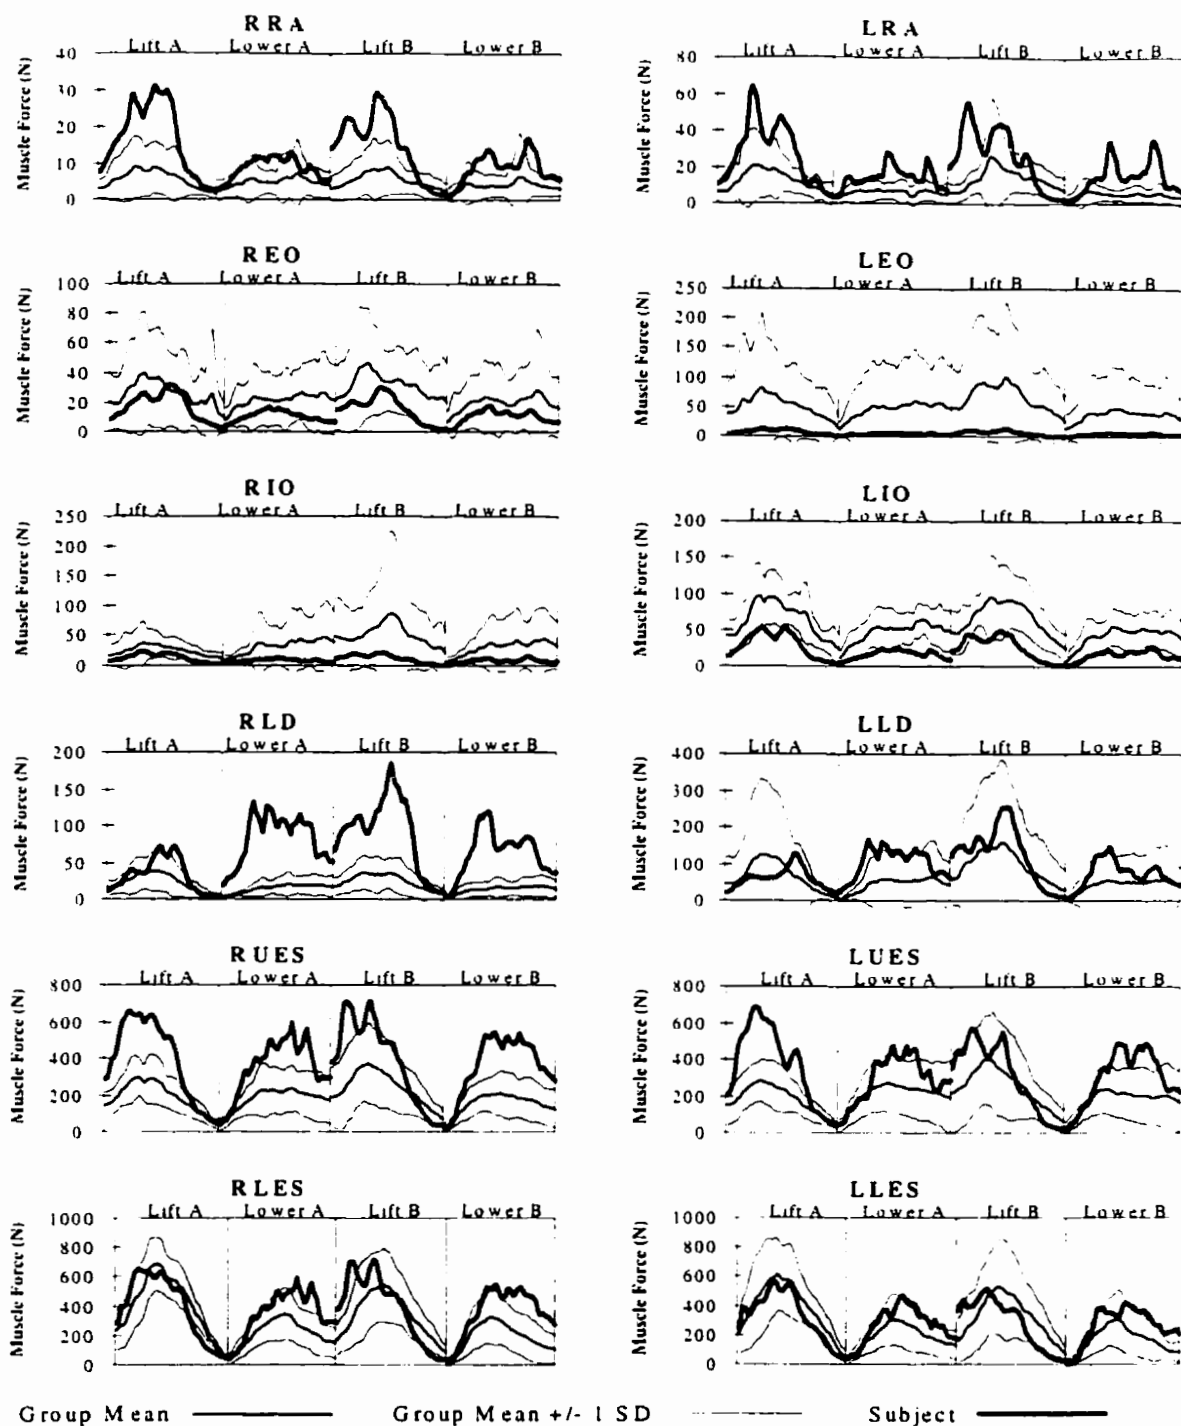 RRA
Lift A Lower A Lift B Lower B
Muscle Force (N)
40
30
20
10
0
LRA
Lift A Lower A Lift B Lower B
Muscle Force (N)
80
60
40
20
0
REO
Lift A Lower A Lift B Lower B
Muscle Force (N)
100
80
60
40
20
0
LEO
Lift A Lower A Lift B Lower B
Muscle Force (N)
250
200
150
100
50
0
RIO
Lift A Lower A Lift B Lower B
Muscle Force (N)
250
200
150
100
50
0
LIO
Lift A Lower A Lift B Lower B
Muscle Force (N)
200
150
100
50
0
RLD
Lift A Lower A Lift B Lower B
Muscle Force (N)
200
150
100
50
0
LLD
Lift A Lower A Lift B Lower B
Muscle Force (N)
400
300
200
100
0
RUES
Lift A Lower A Lift B Lower B
Muscle Force (N)
800
600
400
200
0
LUES
Lift A Lower A Lift B Lower B
Muscle Force (N)
800
600
400
200
0
RLES
Lift A Lower A Lift B Lower B
Muscle Force (N)
1000
800
600
400
200
0
LLES
Lift A Lower A Lift B Lower B
Muscle Force (N)
1000
800
600
400
200
0
Group Mean Group Mean +/- 1 SD Subject